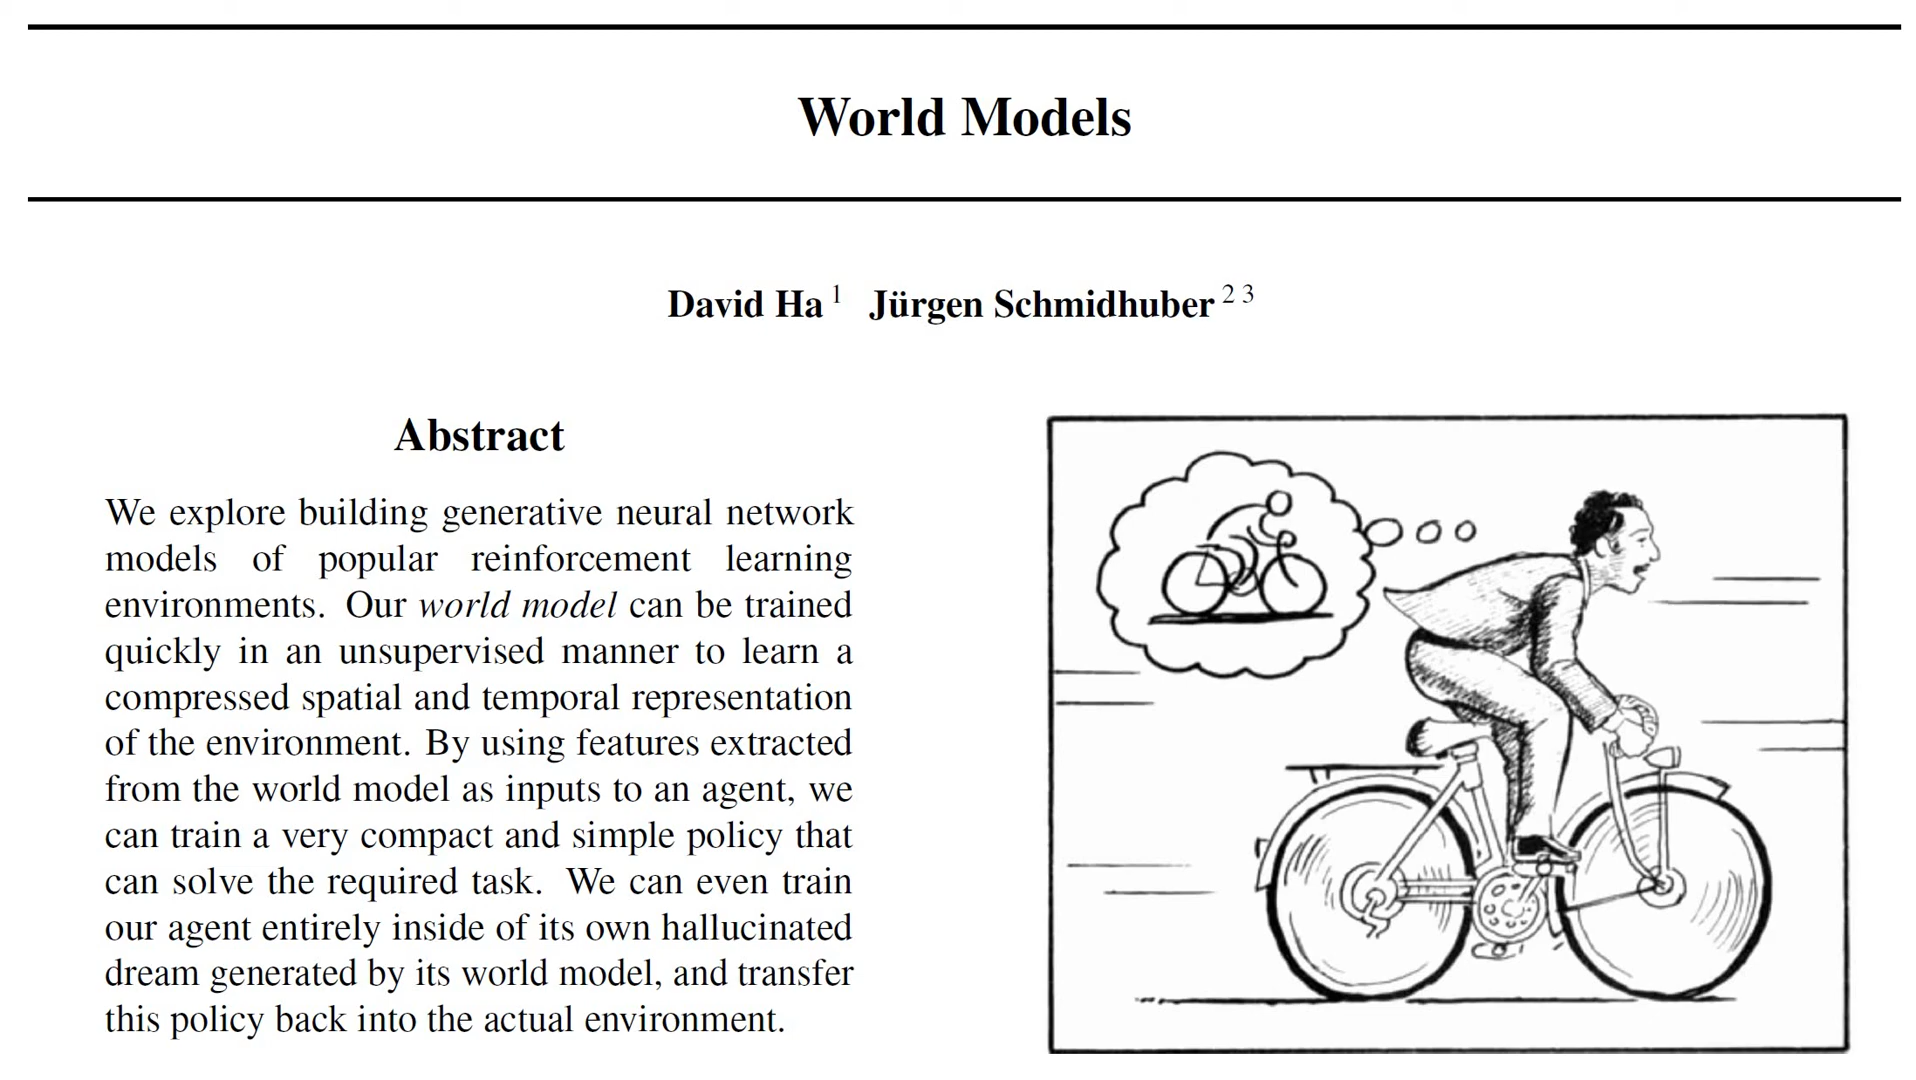 World Models
David Ha 1 Jürgen Schmidhuber 2 3
Abstract
We explore building generative neural network
models of popular reinforcement learning
environments. Our world model can be trained
quickly in an unsupervised manner to learn a
compressed spatial and temporal representation
of the environment. By using features extracted
from the world model as inputs to an agent, we
can train a very compact and simple policy that
can solve the required task. We can even train
our agent entirely inside of its own hallucinated
dream generated by its world model, and transfer
this policy back into the actual environment.